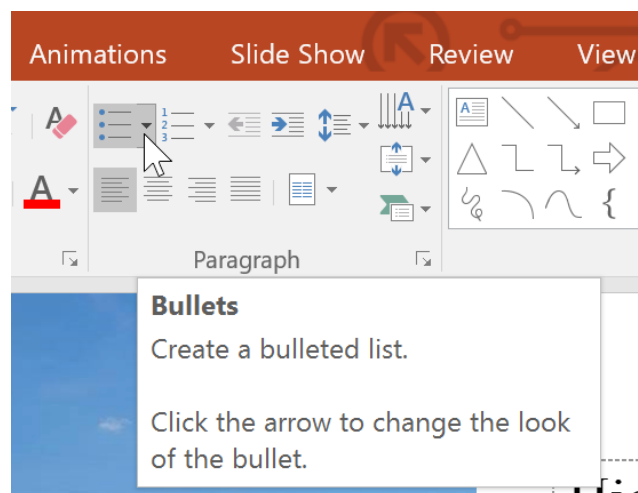 Animations Slide Show Review View
Paragraph
Bullets
Create a bulleted list.
Click the arrow to change the look
of the bullet.